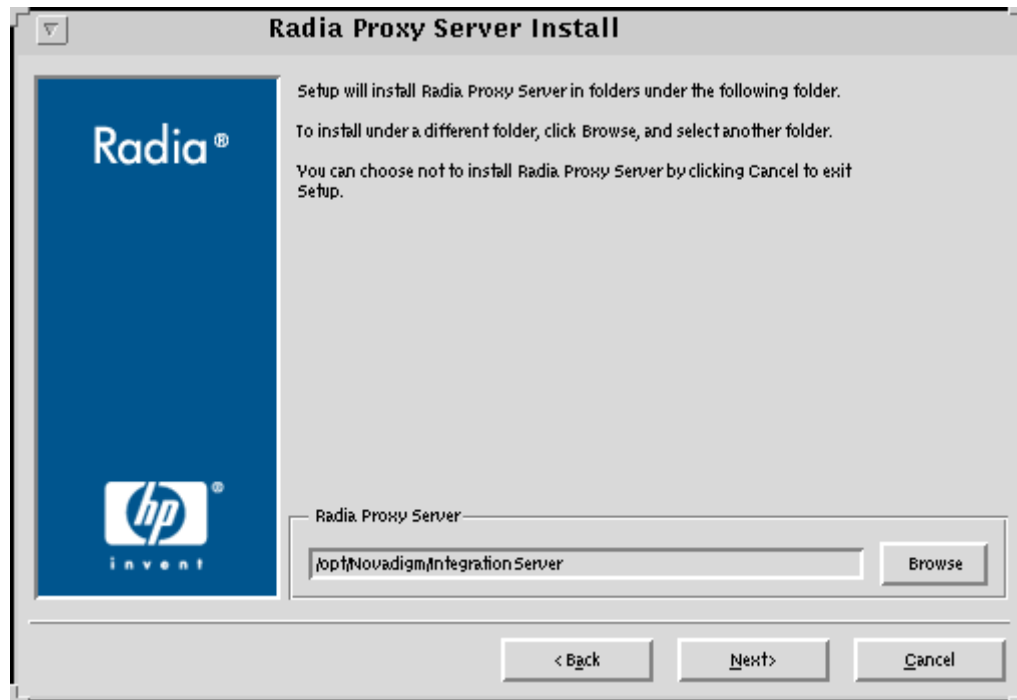 Radia Proxy Server Install
Setup will install Radia Proxy Server in folders under the following folder.
To install under a different folder, click Browse, and select another folder.
You can choose not to install Radia Proxy Server by clicking Cancel to exit
Setup.
Radia®
hp®
invent
Radia Proxy Server
/opt/Novadigm/IntegrationServer
Browse
< Back
Next>
Cancel